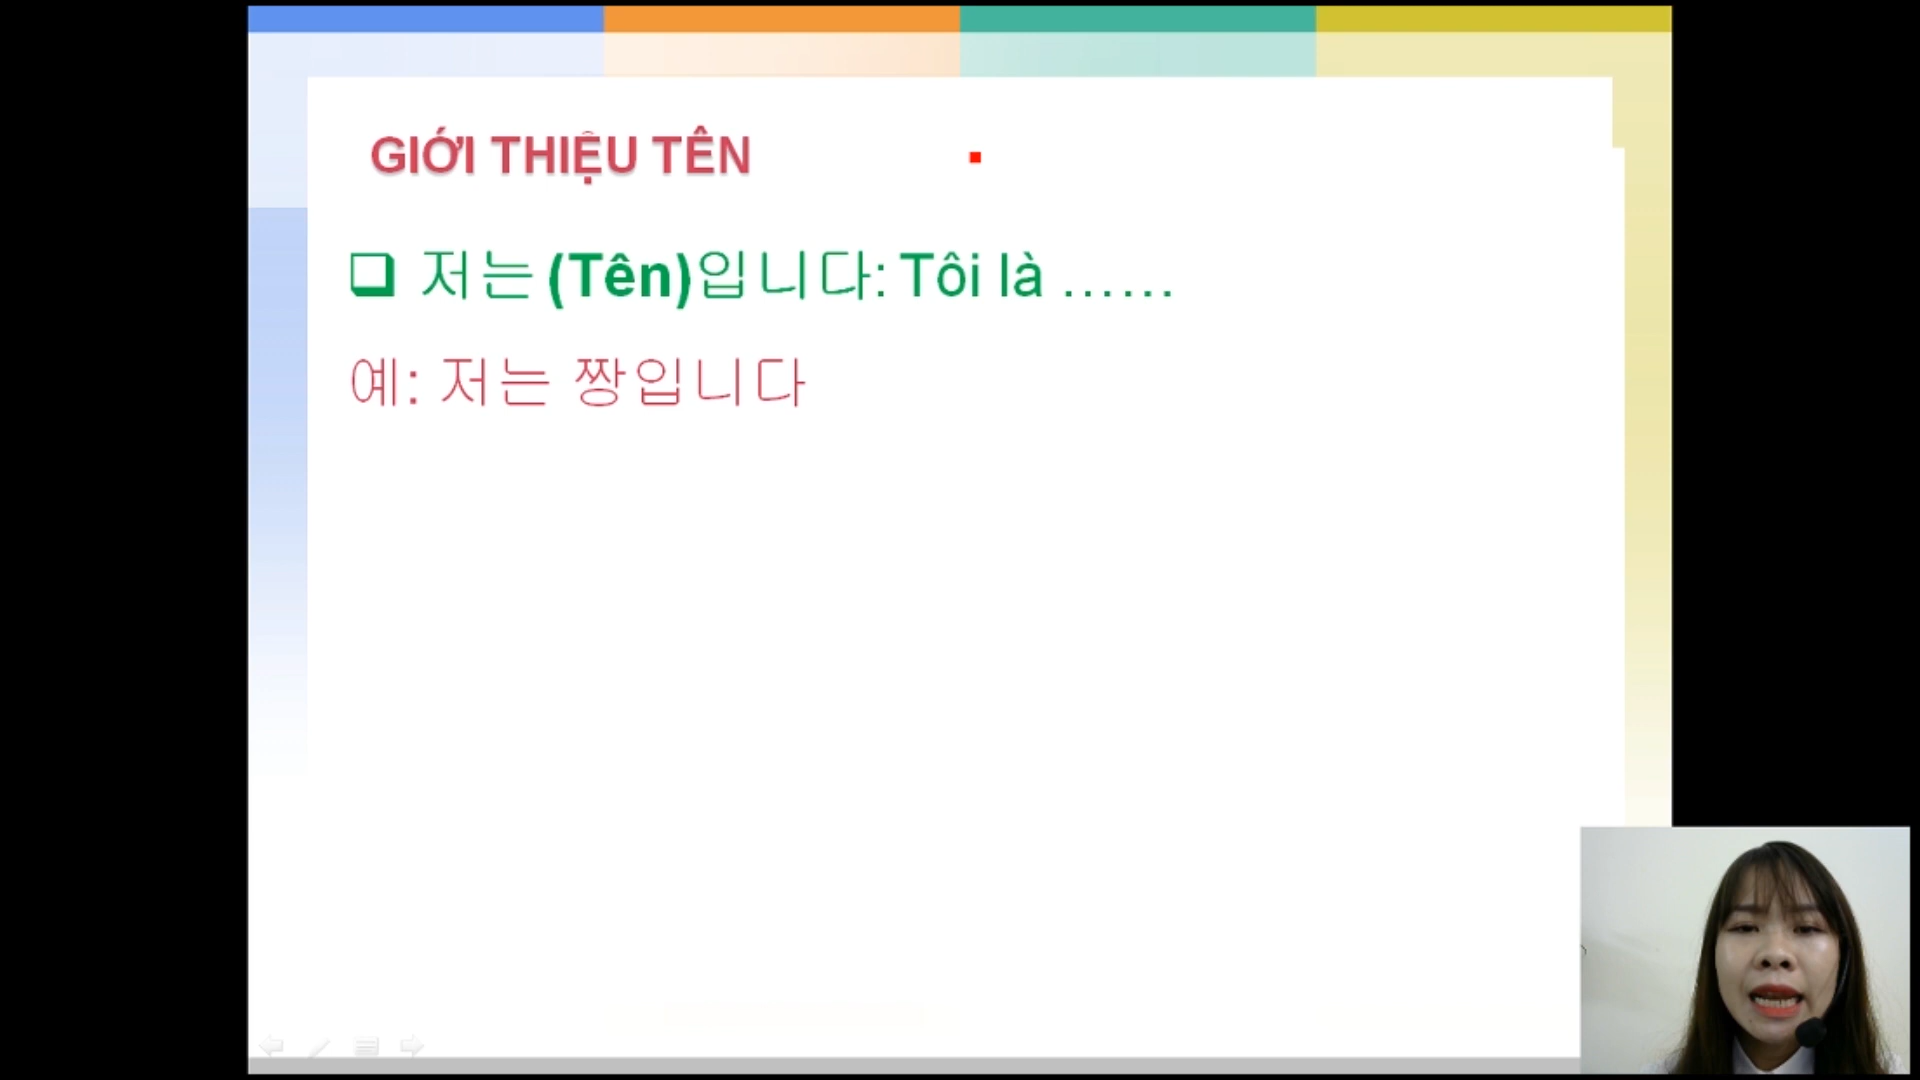 GIỚI THIỆU TÊN
저는 (Tên)입니다: Tôi là ......
예: 저는 짱입니다